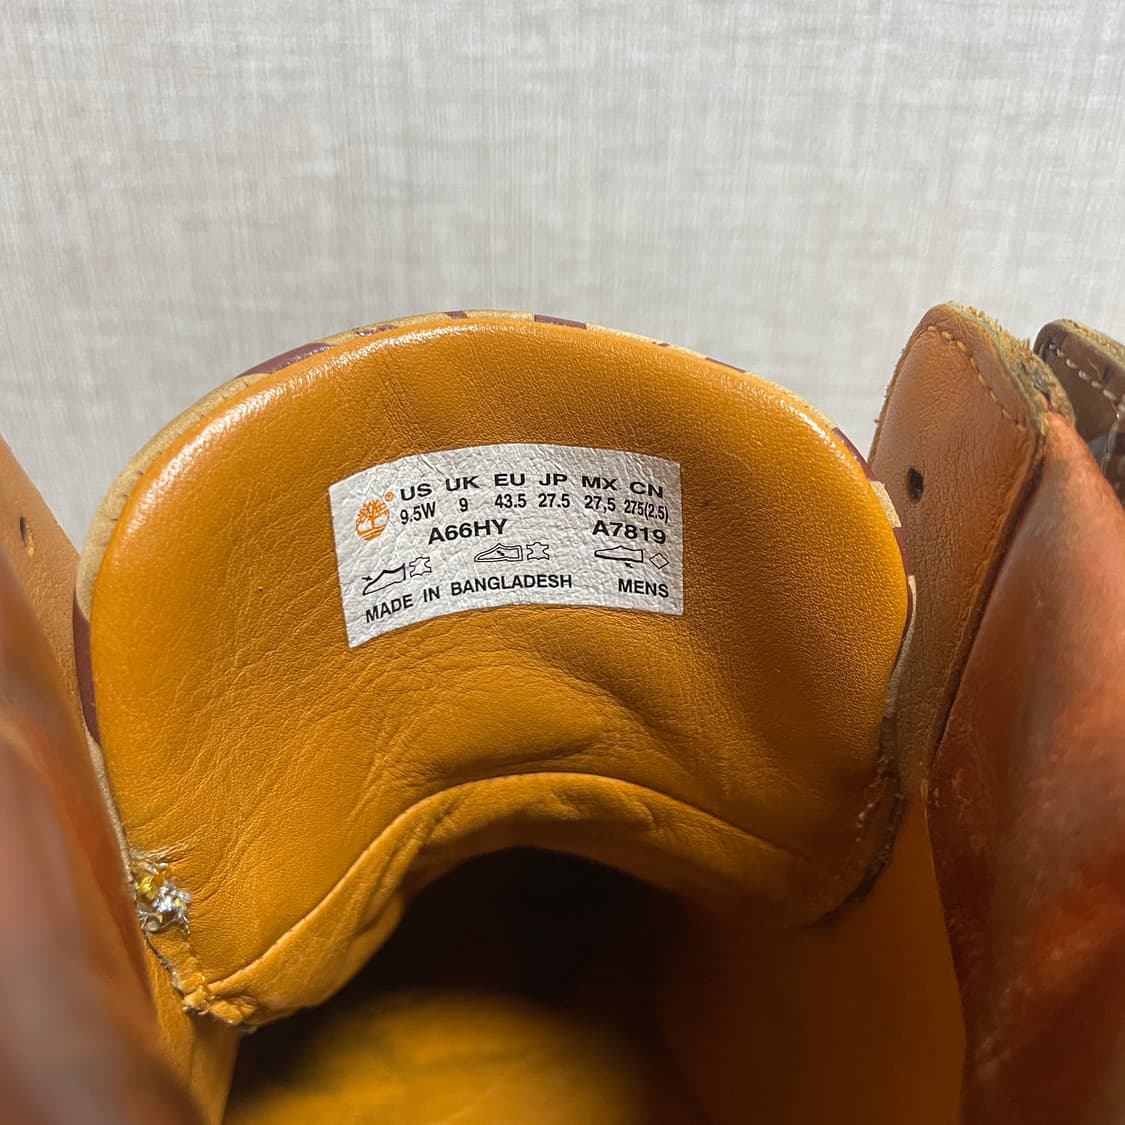 ® US UK EU JP MX CN
9.5W 9 43.5 27.5 27,5 275(2.5)
A66HY A7819
MADE IN BANGLADESH MENS